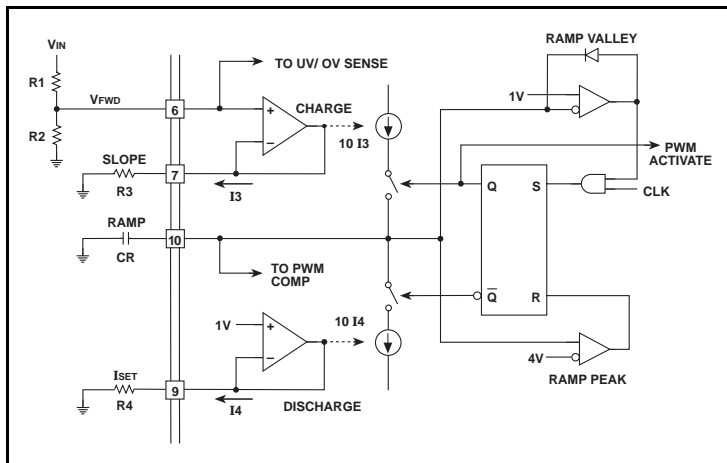 RAMP VALLEY
VIN
R1
TO UV/ OV SENSE
VFWD
6
CHARGE
1V
+
−
R2
10 I3
PWM
ACTIVATE
SLOPE
7
R3
I3
Q
S
CLK
RAMP
10
CR
TO PWM
COMP
Q
R
1V
+
−
10 I4
4V
RAMP PEAK
ISET
9
R4
I4
DISCHARGE